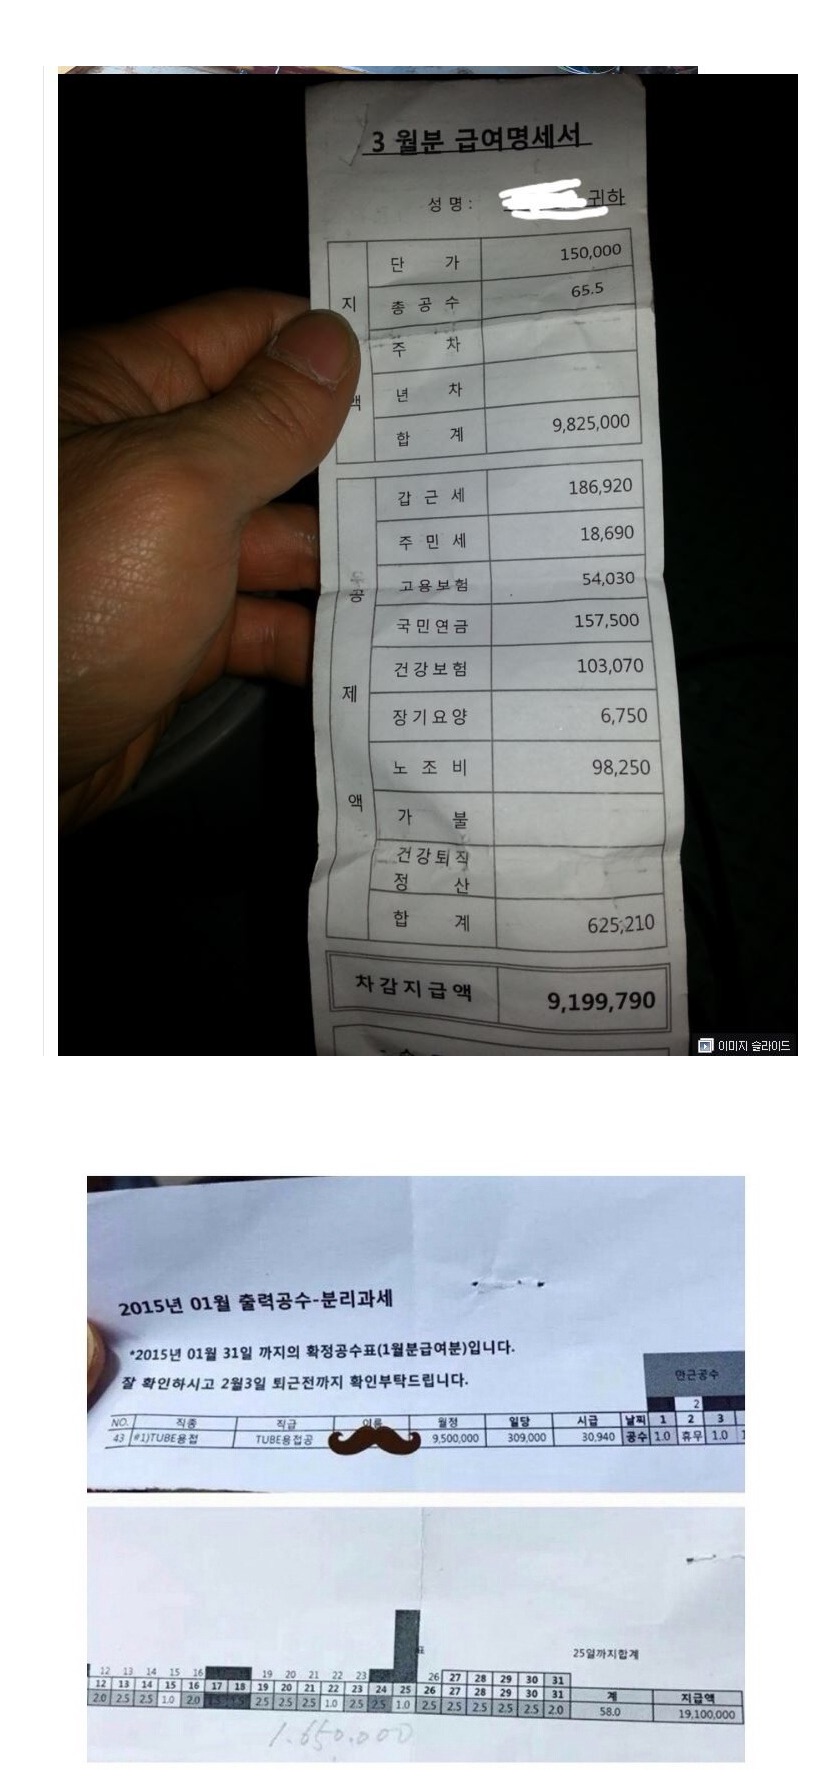 3 월분 급여명세서
성 명 : 귀하
지 액
단 가 150,000
총 공 수 65.5
주 차
년 차
합 계 9,825,000
공 제 액
갑 근 세 186,920
주 민 세 18,690
고용보험 54,030
국민연금 157,500
건강보험 103,070
장기요양 6,750
노 조 비 98,250
가 불
건강퇴직
정 산
합 계 625,210
차감지급액 9,199,790
이미지 슬라이드
2015년 01월 출력공수-분리과세
*2015년 01월 31일 까지의 확정공수표(1월분급여분)입니다.
잘 확인하시고 2월3일 퇴근전까지 확인부탁드립니다.
만근공수
2
NO. 직종 직급 이름 월정 일당 시급 날짜 1 2 3
43 #1)TUBE용접 TUBE용접공 9,500,000 309,000 30,940 공수 1.0 휴무 1.0 1
25일까지합계
표
12 13 14 15 16 19 20 21 22 23 26 27 28 29 30 31
12 13 14 15 16 17 18 19 20 21 22 23 24 25 26 27 28 29 30 31 계 지급액
2.0 2.5 2.5 1.0 2.0 2.5 2.5 2.5 1.0 2.5 2.5 1.0 2.5 2.5 2.5 2.5 2.5 2.0 58.0 19,100,000
1.650.000